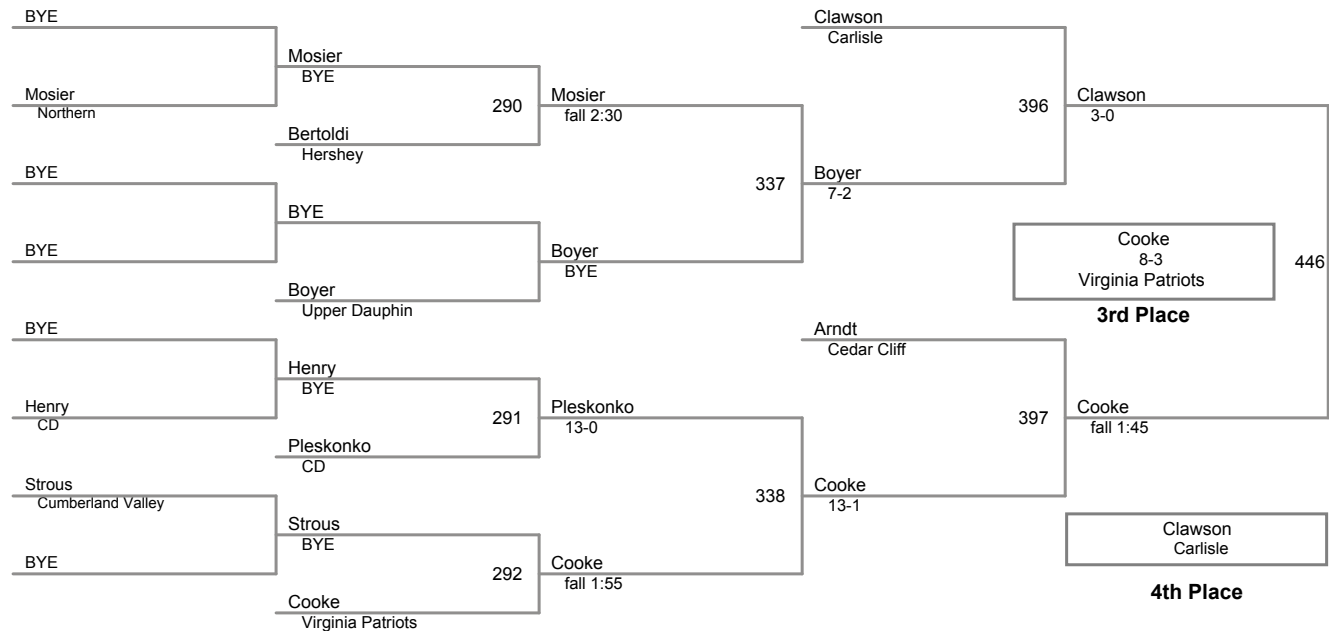 BYE
Mosier
Northern
BYE
BYE
BYE
Henry
CD
Strous
Cumberland Valley
BYE
Mosier
BYE
Bertoldi
Hershey
BYE
Boyer
Upper Dauphin
Henry
BYE
Pleskonko
CD
Strous
BYE
Cooke
Virginia Patriots
290
291
292
Mosier
fall 2:30
Boyer
BYE
Pleskonko
13-0
Cooke
fall 1:55
337
338
Clawson
Carlisle
Boyer
7-2
Arndt
Cedar Cliff
Cooke
13-1
396
397
Clawson
3-0
Cooke
fall 1:45
446
Cooke
8-3
Virginia Patriots
3rd Place
Clawson
Carlisle
4th Place